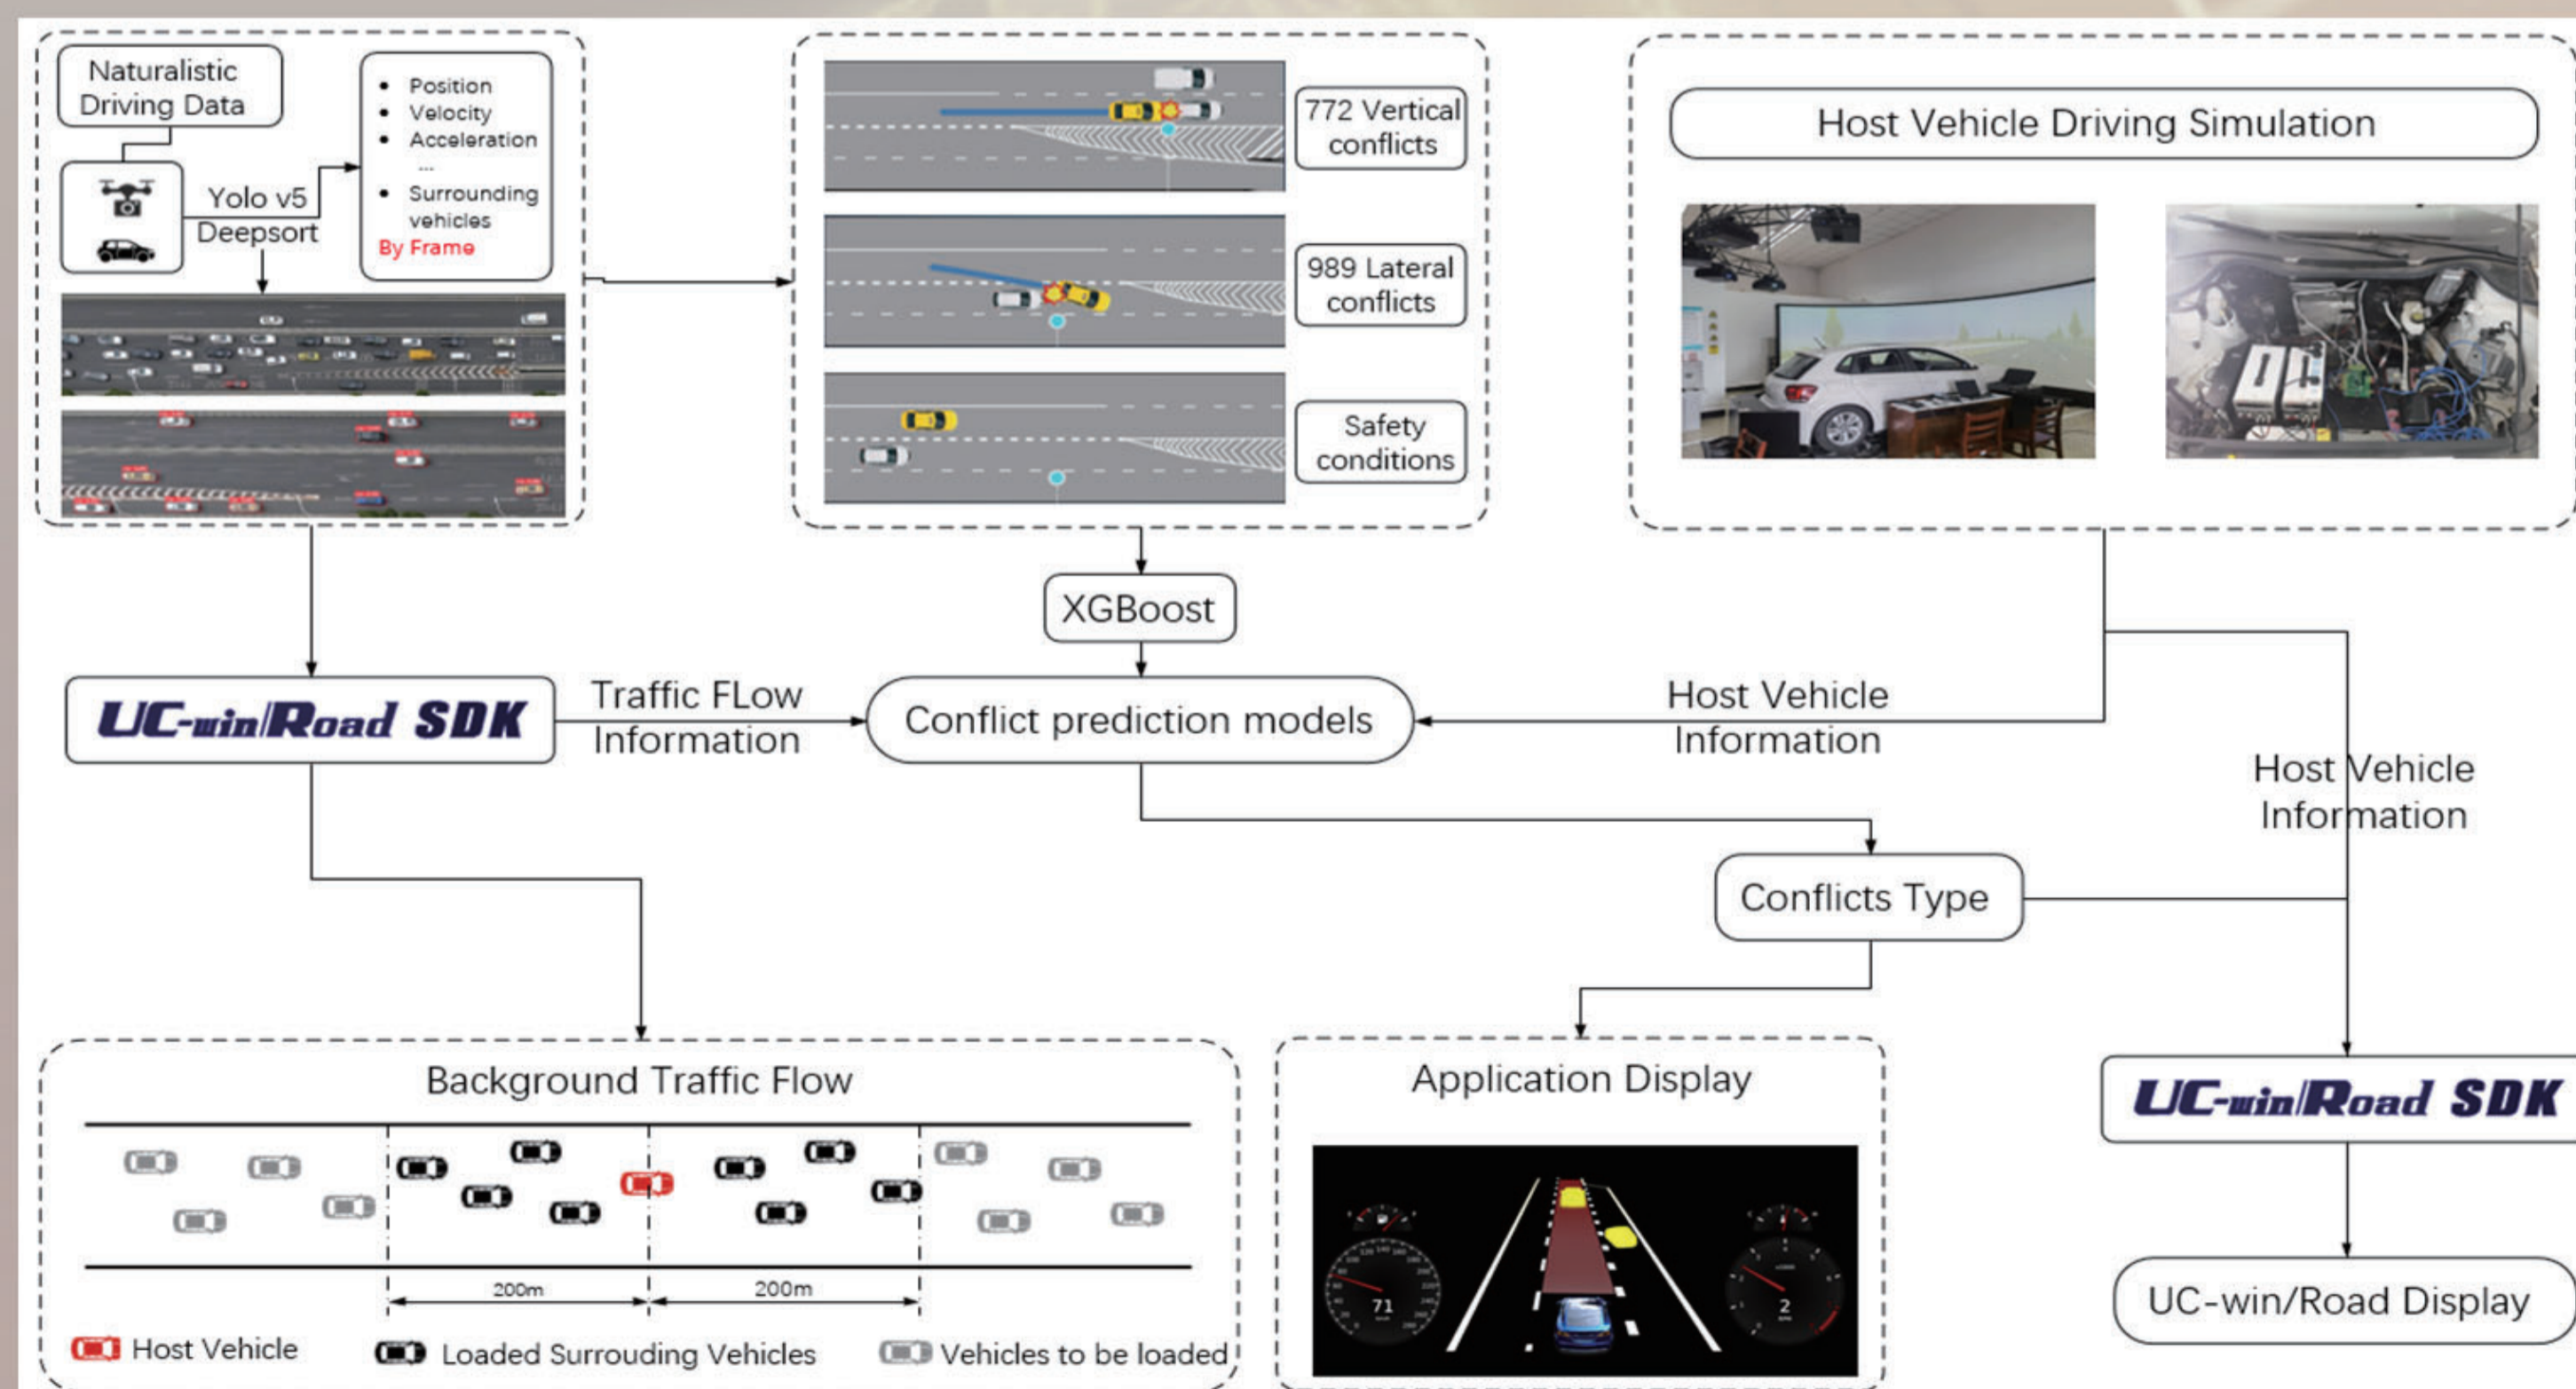 Naturalistic
Driving Data
Yolo v5
Deepsort
• Position
• Velocity
• Acceleration
...
• Surrounding
vehicles
By Frame
772 Vertical
conflicts
989 Lateral
conflicts
Safety
conditions
Host Vehicle Driving Simulation
XGBoost
UC-win/Road SDK
Traffic FLow
Information
Conflict prediction models
Host Vehicle
Information
Host Vehicle
Information
Conflicts Type
Background Traffic Flow
200m
200m
Host Vehicle
Loaded Surrouding Vehicles
Vehicles to be loaded
Application Display
71
2
UC-win/Road SDK
UC-win/Road Display